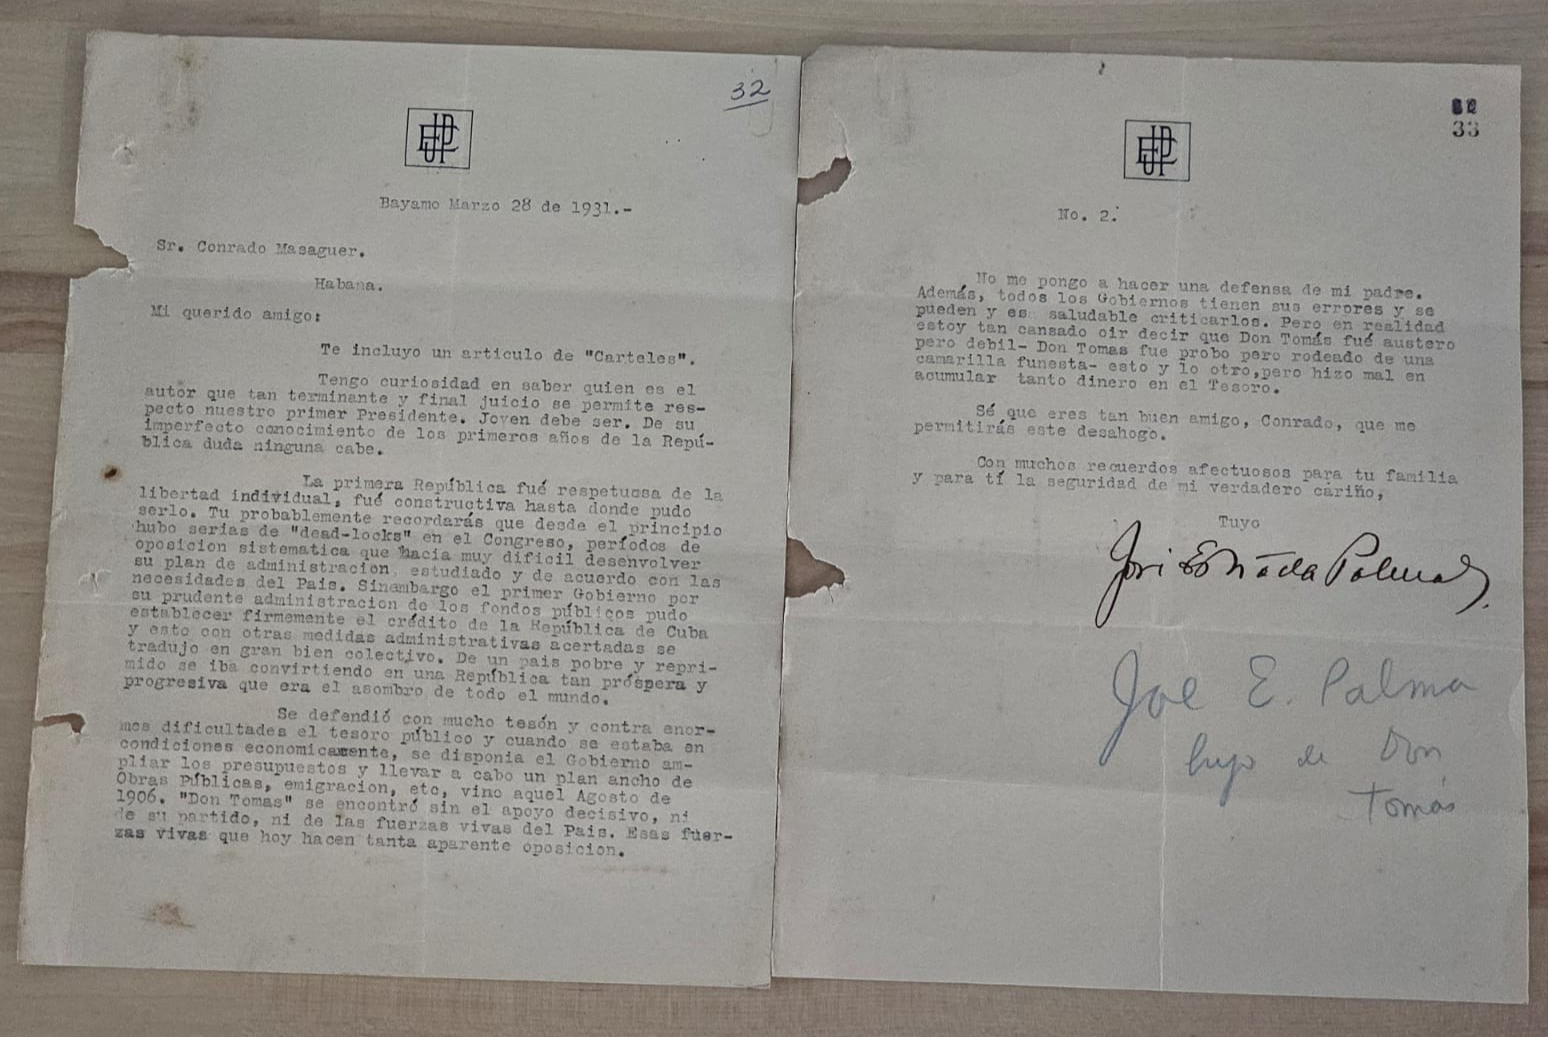 32
Bayamo Marzo 28 de 1931.-
Sr. Conrado Masaguer.
Habana.
Mi querido amigo:
Te incluyo un articulo de "Carteles".
Tengo curiosidad en saber quien es el
autor que tan terminante y final juicio se permite res-
pecto nuestro primer Presidente. Joven debe ser. De su
imperfecto conocimiento de los primeros años de la Repú-
blica duda ninguna cabe.
La primera República fué respetuosa de la
libertad individual, fué constructiva hasta donde pudo
serlo. Tu probablemente recordarás que desde el principio
hubo serias de "dead-locks" en el Congreso, períodos de
oposicion sistematica que hacia muy dificil desenvolver
su plan de administracion, estudiado y de acuerdo con las
necesidades del Pais. Sinembargo el primer Gobierno por
su prudente administracion de los fondos públicos pudo
establecer firmemente el crédito de la República de Cuba
y esto con otras medidas administrativas acertadas se
tradujo en gran bien colectivo. De un pais pobre y repri-
mido se iba convirtiendo en una República tan próspera y
progresiva que era el asombro de todo el mundo.
Se defendió con mucho tesón y contra enor-
mes dificultades el tesoro público y cuando se estaba en
condiciones economicamente, se disponia el Gobierno am-
pliar los presupuestos y llevar a cabo un plan ancho de
Obras Públicas, emigracion, etc, vino aquel Agosto de
1906. "Don Tomas" se encontró sin el apoyo decisivo, ni
de su partido, ni de las fuerzas vivas del Pais. Esas fuer-
zas vivas que hoy hacen tanta aparente oposicion.
33
No. 2.
No me pongo a hacer una defensa de mi padre.
Además, todos los Gobiernos tienen sus errores y se
pueden y es saludable criticarlos. Pero en realidad
estoy tan cansado oir decir que Don Tomás fué austero
pero debil- Don Tomas fue probo pero rodeado de una
camarilla funesta- esto y lo otro,pero hizo mal en
acumular tanto dinero en el Tesoro.
Sé que eres tan buen amigo, Conrado, que me
permitirás este desahogo.
Con muchos recuerdos afectuosos para tu familia
y para tí la seguridad de mi verdadero cariño,
Tuyo
José Estrada Palma
Joe E. Palma
hijo de Don
Tomás